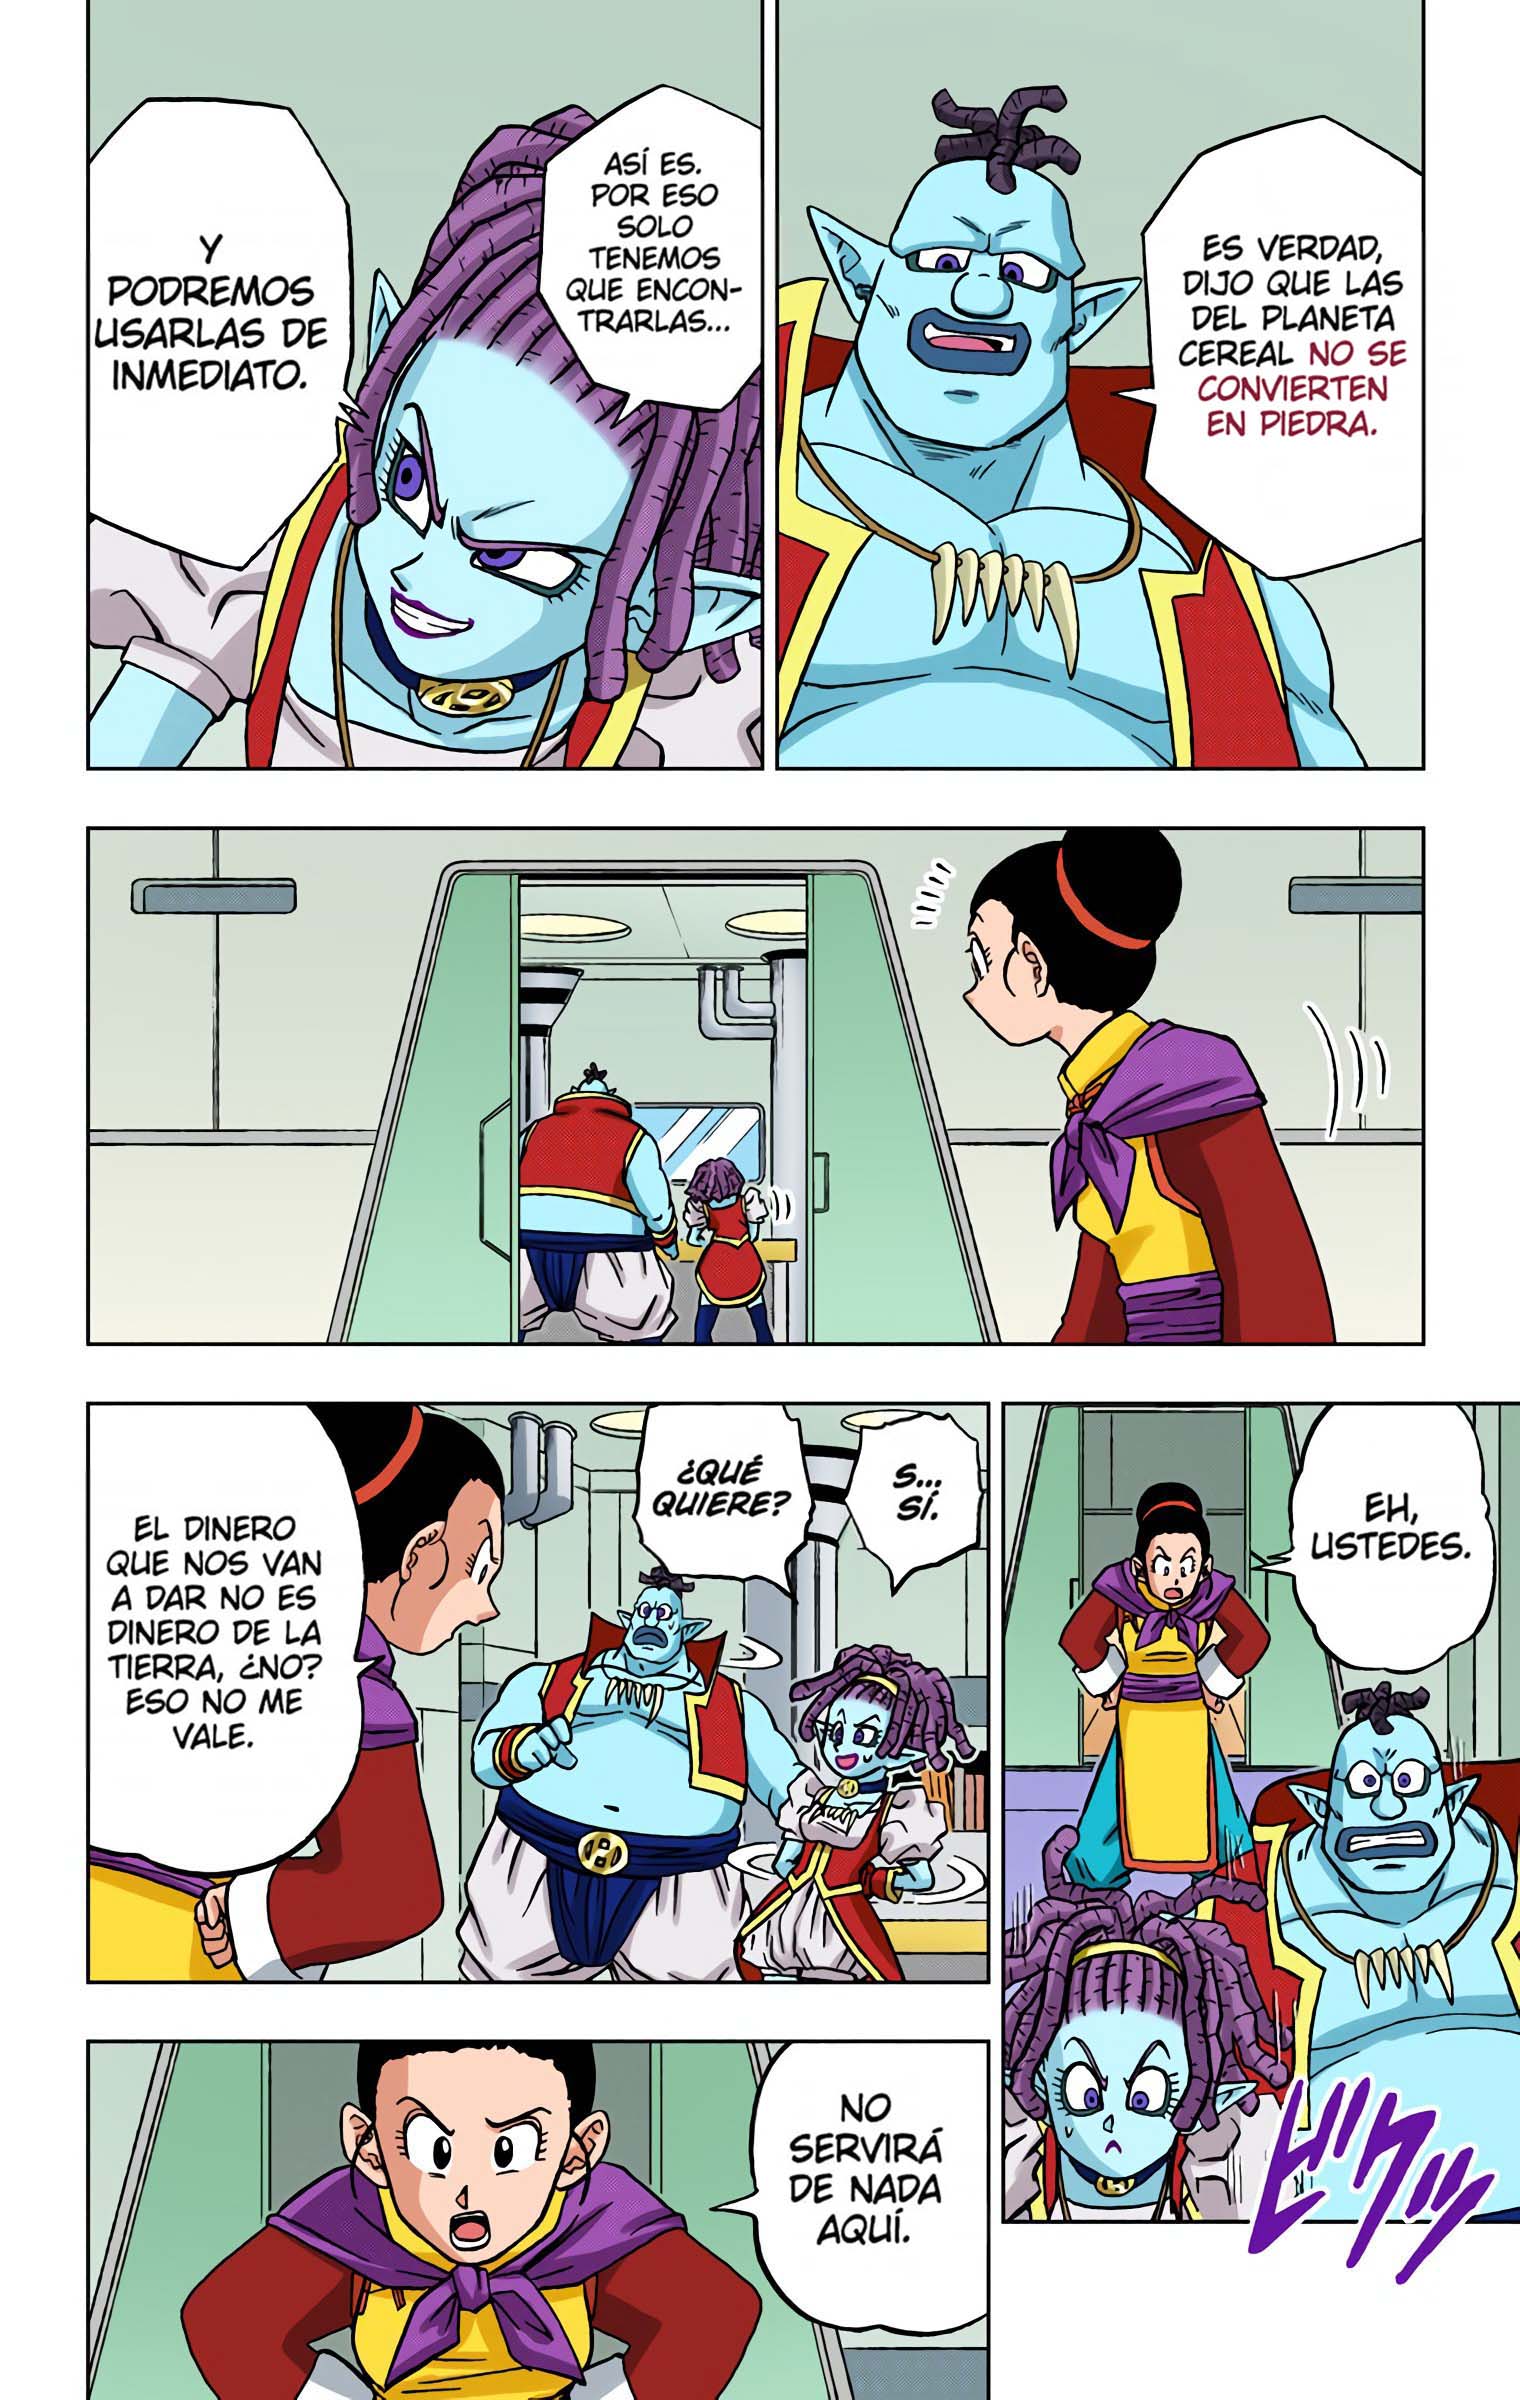 ES VERDAD,
DIJO QUE LAS
DEL PLANETA
CEREAL NO SE
CONVIERTEN
EN PIEDRA.
ASÍ ES.
POR ESO
SOLO
TENEMOS
QUE ENCON-
TRARLAS...
Y
PODREMOS
USARLAS DE
INMEDIATO.
EH,
USTEDES.
ビクッ
S...
SÍ.
¿QUÉ
QUIERE?
EL DINERO
QUE NOS VAN
A DAR NO ES
DINERO DE LA
TIERRA, ¿NO?
ESO NO ME
VALE.
NO
SERVIRÁ
DE NADA
AQUÍ.